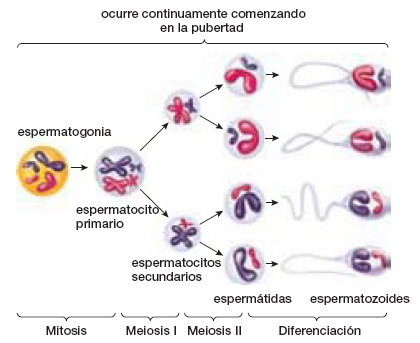 ocurre continuamente comenzando
en la pubertad
espermatogonia
espermatocito
primario
espermatocitos
secundarios
espermátidas
espermatozoides
Mitosis
Meiosis I
Meiosis II
Diferenciación